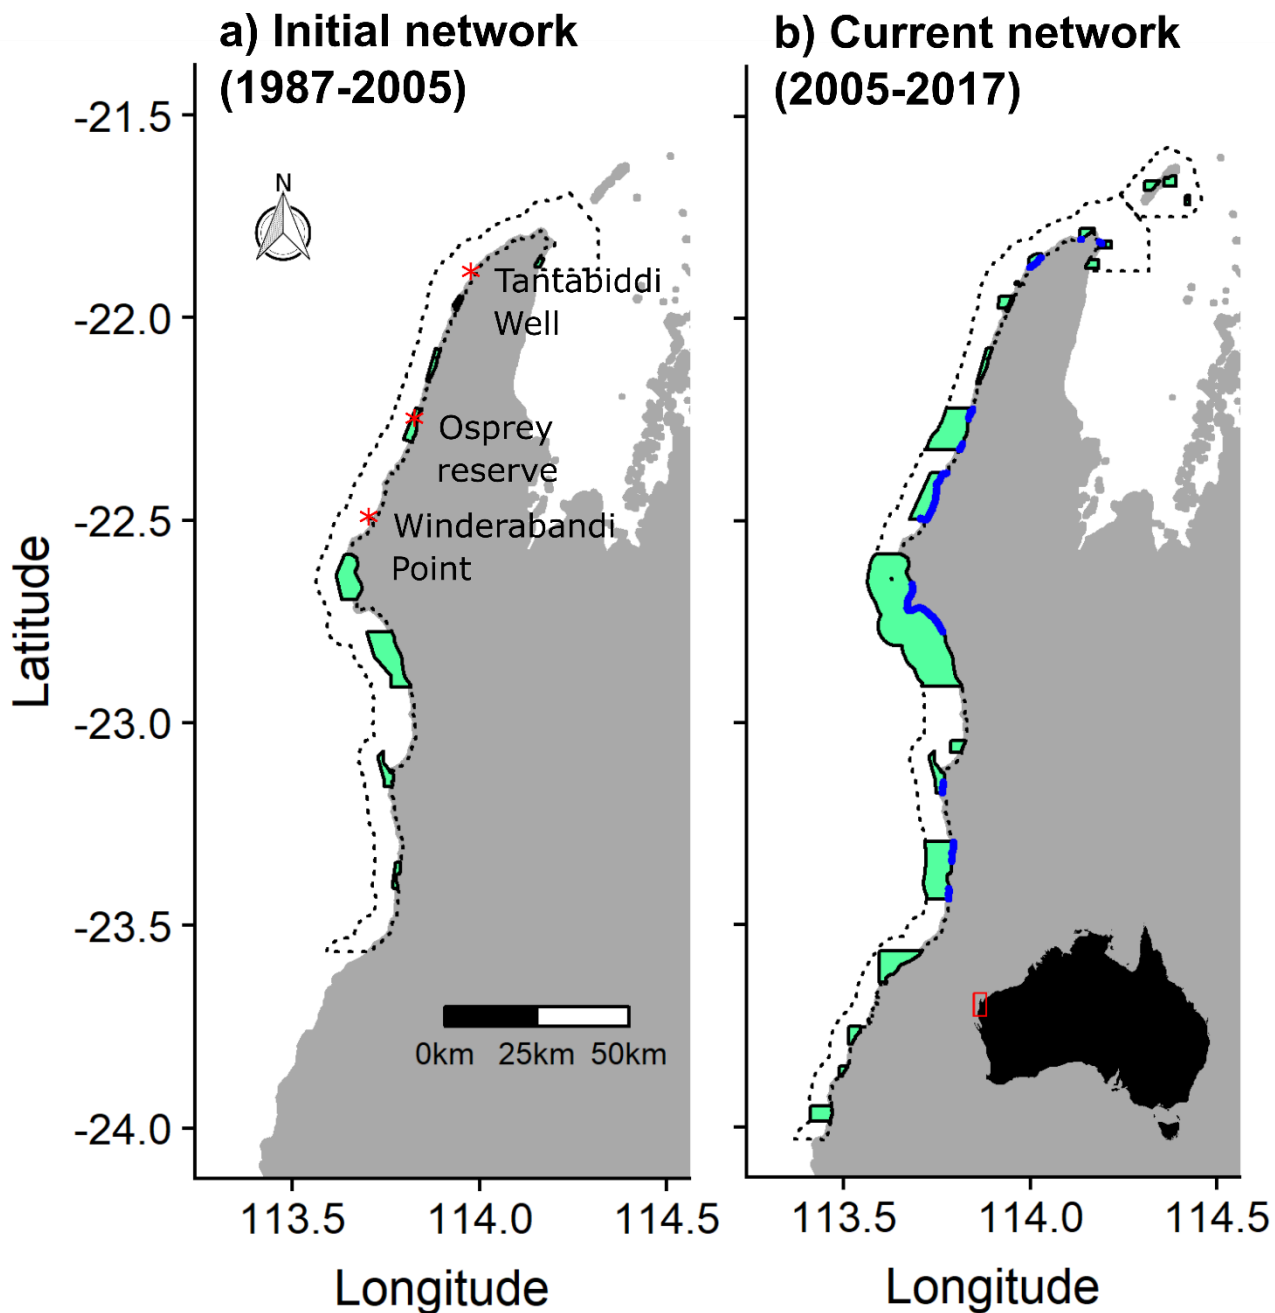 a) Initial network
(1987-2005)
b) Current network
(2005-2017)
N
Tantabiddi
Well
Osprey
reserve
Winderabandi
Point
Latitude
-21.5
-22.0
-22.5
-23.0
-23.5
-24.0
0km 25km 50km
113.5 114.0 114.5
113.5 114.0 114.5
Longitude
Longitude